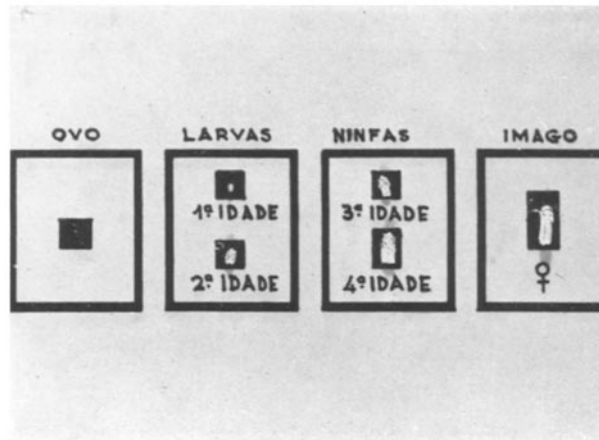 OVO
LARVAS
1ª IDADE
2ª IDADE
NINFAS
3ª IDADE
4ª IDADE
IMAGO
♀